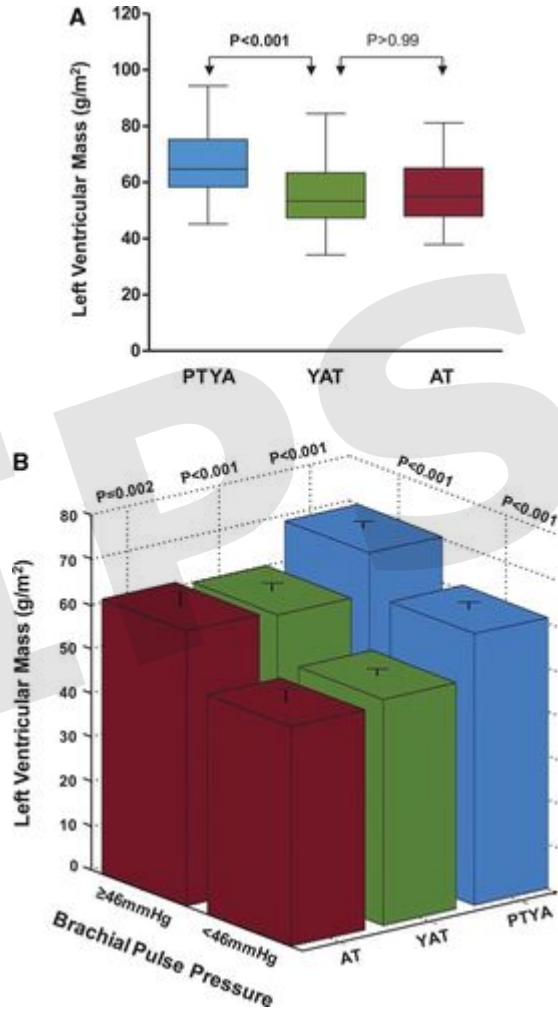 A
P<0.001
P>0.99
Left Ventricular Mass (g/m²)
120
100
80
60
40
20
0
PTYA YAT AT
B
P=0.002
P<0.001
P<0.001
P<0.001
P<0.001
Left Ventricular Mass (g/m²)
80
70
60
50
40
30
20
10
0
≥46mmHg
<46mmHg
Brachial Pulse Pressure
AT
YAT
PTYA